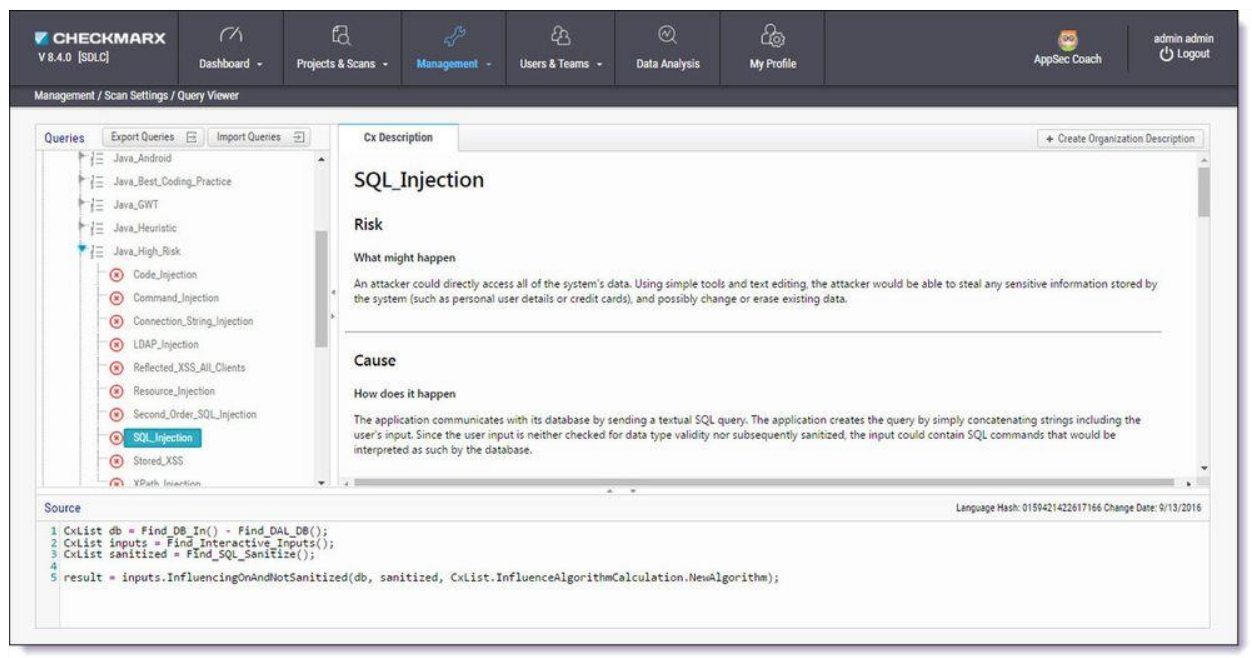 CHECKMARX
V 8.4.0 [SDLC]
Dashboard
Projects & Scans
Management
Users & Teams
Data Analysis
My Profile
AppSec Coach
admin admin
Logout
Management / Scan Settings / Query Viewer
Queries
Export Queries
Import Queries
Java_Android
Java_Best_Coding_Practice
Java_GWT
Java_Heuristic
Java_High_Risk
Code_Injection
Command_Injection
Connection_String_Injection
LDAP_Injection
Reflected_XSS_All_Clients
Resource_Injection
Second_Order_SQL_Injection
SQL_Injection
Stored_XSS
XPath_Injection
Cx Description
+ Create Organization Description
SQL_Injection
Risk
What might happen
An attacker could directly access all of the system's data. Using simple tools and text editing, the attacker would be able to steal any sensitive information stored by
the system (such as personal user details or credit cards), and possibly change or erase existing data.
Cause
How does it happen
The application communicates with its database by sending a textual SQL query. The application creates the query by simply concatenating strings including the
user's input. Since the user input is neither checked for data type validity nor subsequently sanitized, the input could contain SQL commands that would be
interpreted as such by the database.
Source
Language Hash: 0159421422617166 Change Date: 9/13/2016
1 CxList db = Find_DB_In() - Find_DAL_DB();
2 CxList inputs = Find_Interactive_Inputs();
3 CxList sanitized = Find_SQL_Sanitize();
4
5 result = inputs.InfluencingOnAndNotSanitized(db, sanitized, CxList.InfluenceAlgorithmCalculation.NewAlgorithm);